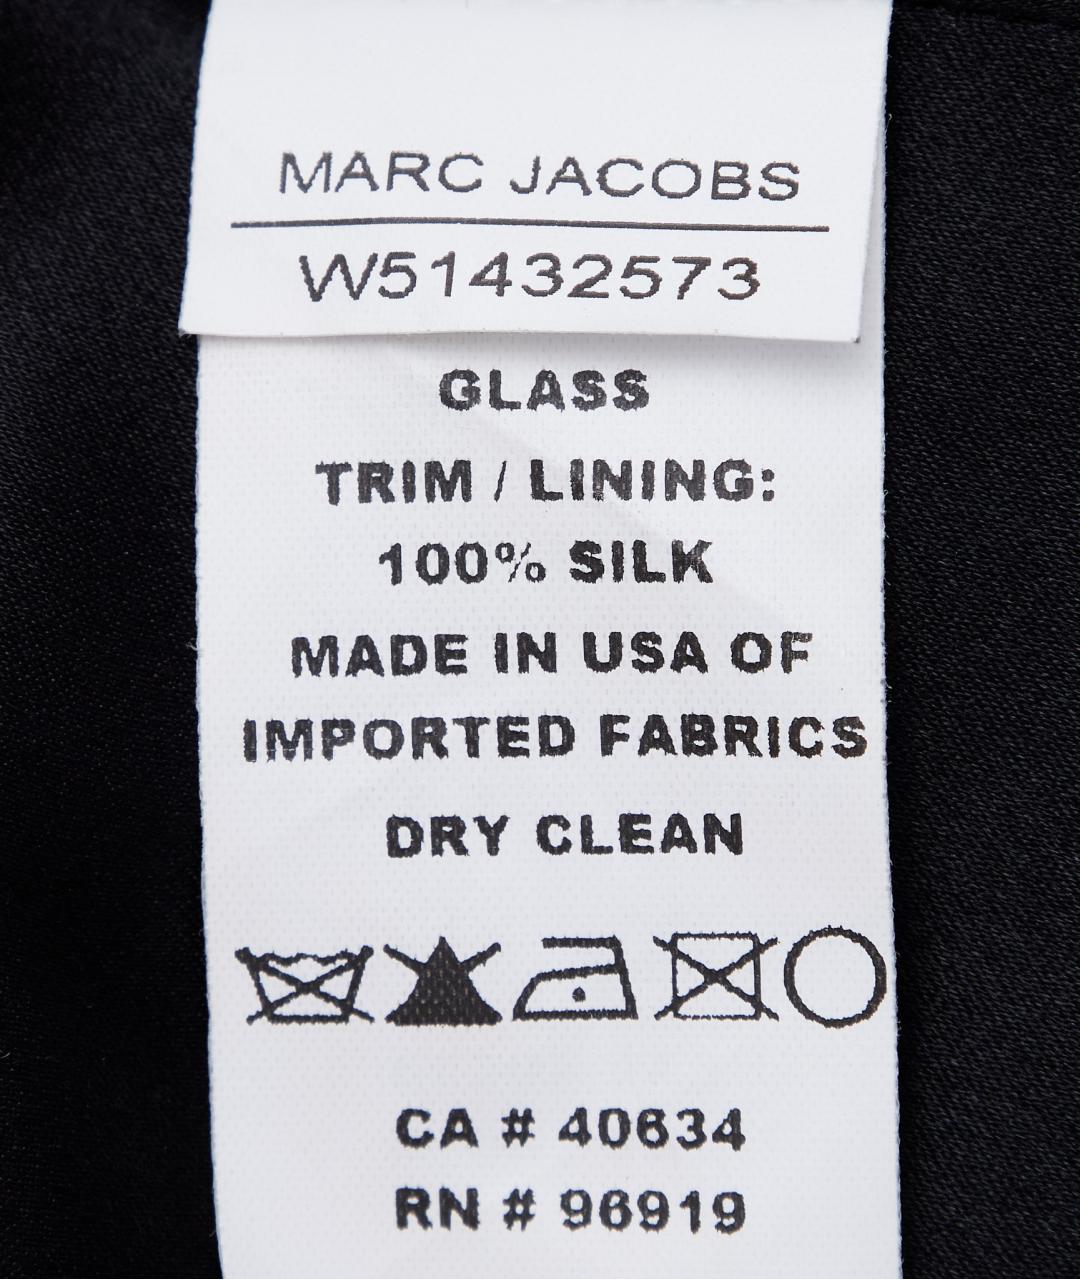 MARC JACOBS
W51432573
GLASS
TRIM / LINING:
100% SILK
MADE IN USA OF
IMPORTED FABRICS
DRY CLEAN
CA # 40634
RN # 96919